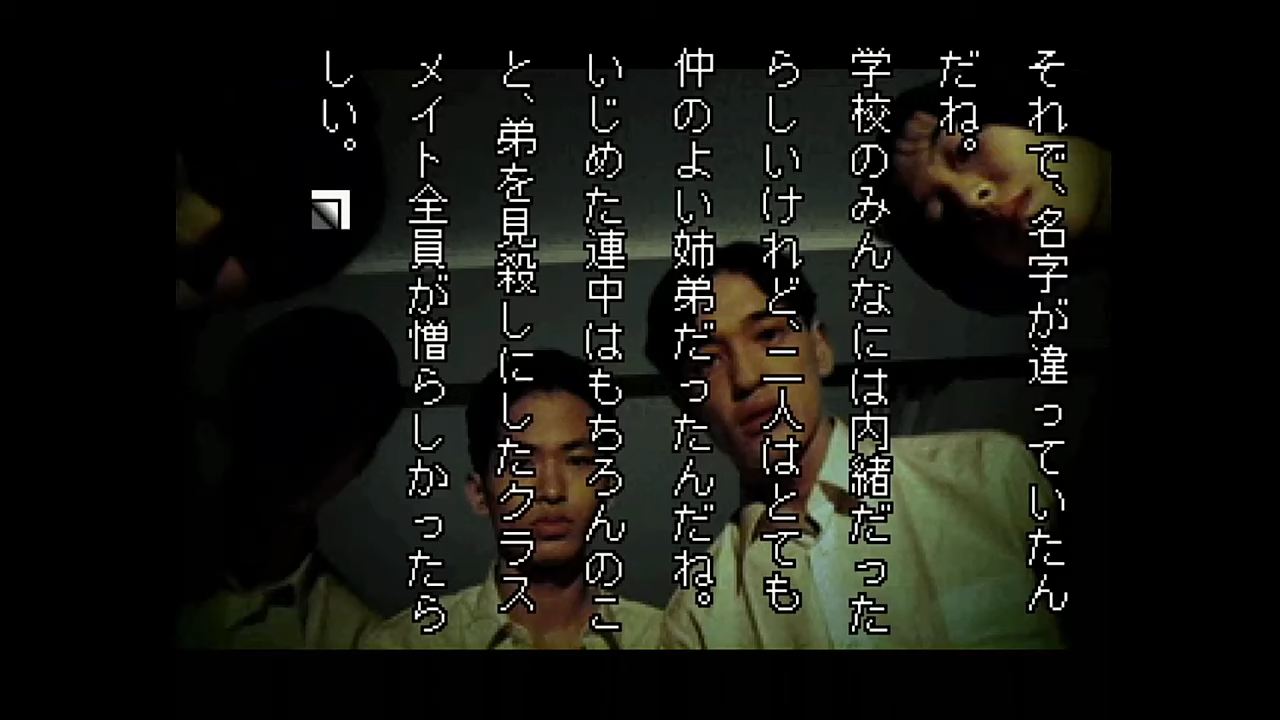 それで、名字が違っていたん
だね。
学校のみんなには内緒だった
らしいけれど、二人はとても
仲のよい姉弟だったんだね。
いじめた連中はもちろんのこ
と、弟を見殺しにしたクラス
メイト全員が憎らしかったら
しい。